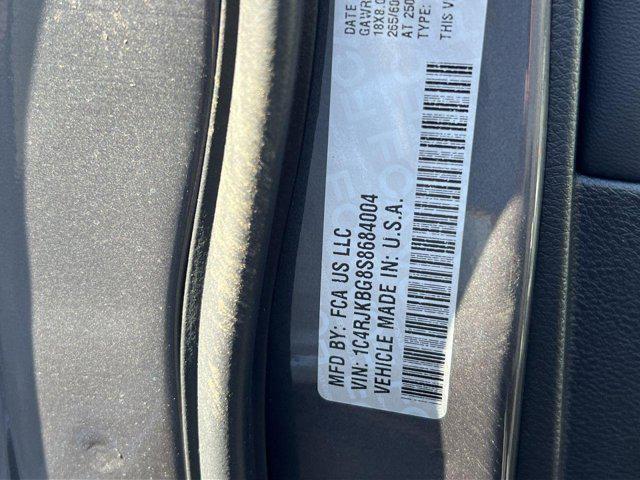 DATE
GAWR
18X8.0
265/60
AT 250
TYPE:
THIS V
MFD BY: FCA US LLC
VIN: 1C4RJKBG8S8684004
VEHICLE MADE IN: U.S.A.